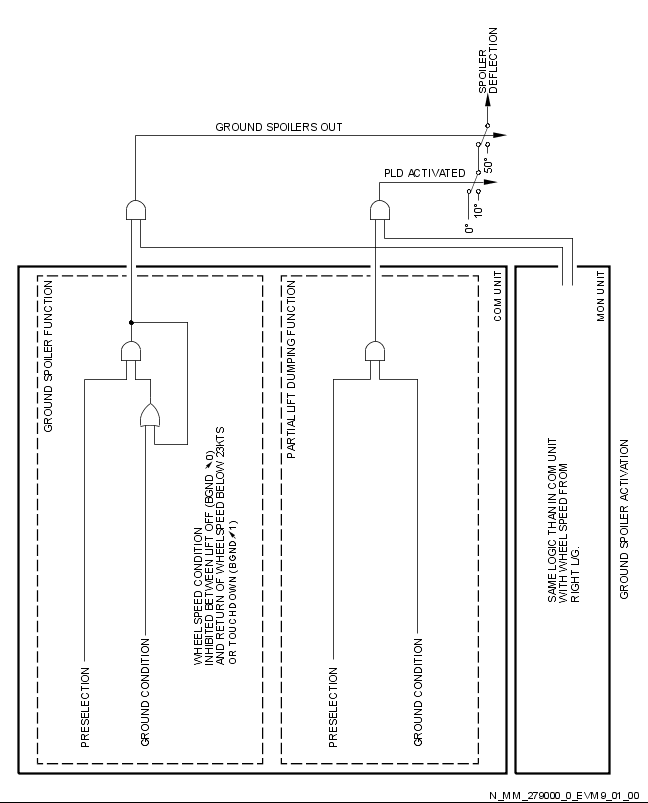 SPOILER
DEFLECTION
GROUND SPOILERS OUT
PLD ACTIVATED
50°
10°
0°
GROUND SPOILER FUNCTION
PARTIAL LIFT DUMPING FUNCTION
COM UNIT
MON UNIT
WHEEL SPEED CONDITION
INHIBITED BETWEEN LIFT OFF (BGND ↘0)
AND RETURN OF WHEELSPEED BELOW 23KTS
OR TOUCHDOWN (BGND↗1)
SAME LOGIC THAN IN COM UNIT
WITH WHEEL SPEED FROM
RIGHT L/G.
GROUND SPOILER ACTIVATION
PRESELECTION
GROUND CONDITION
PRESELECTION
GROUND CONDITION
N_MM_279000_0_EVM9_01_00